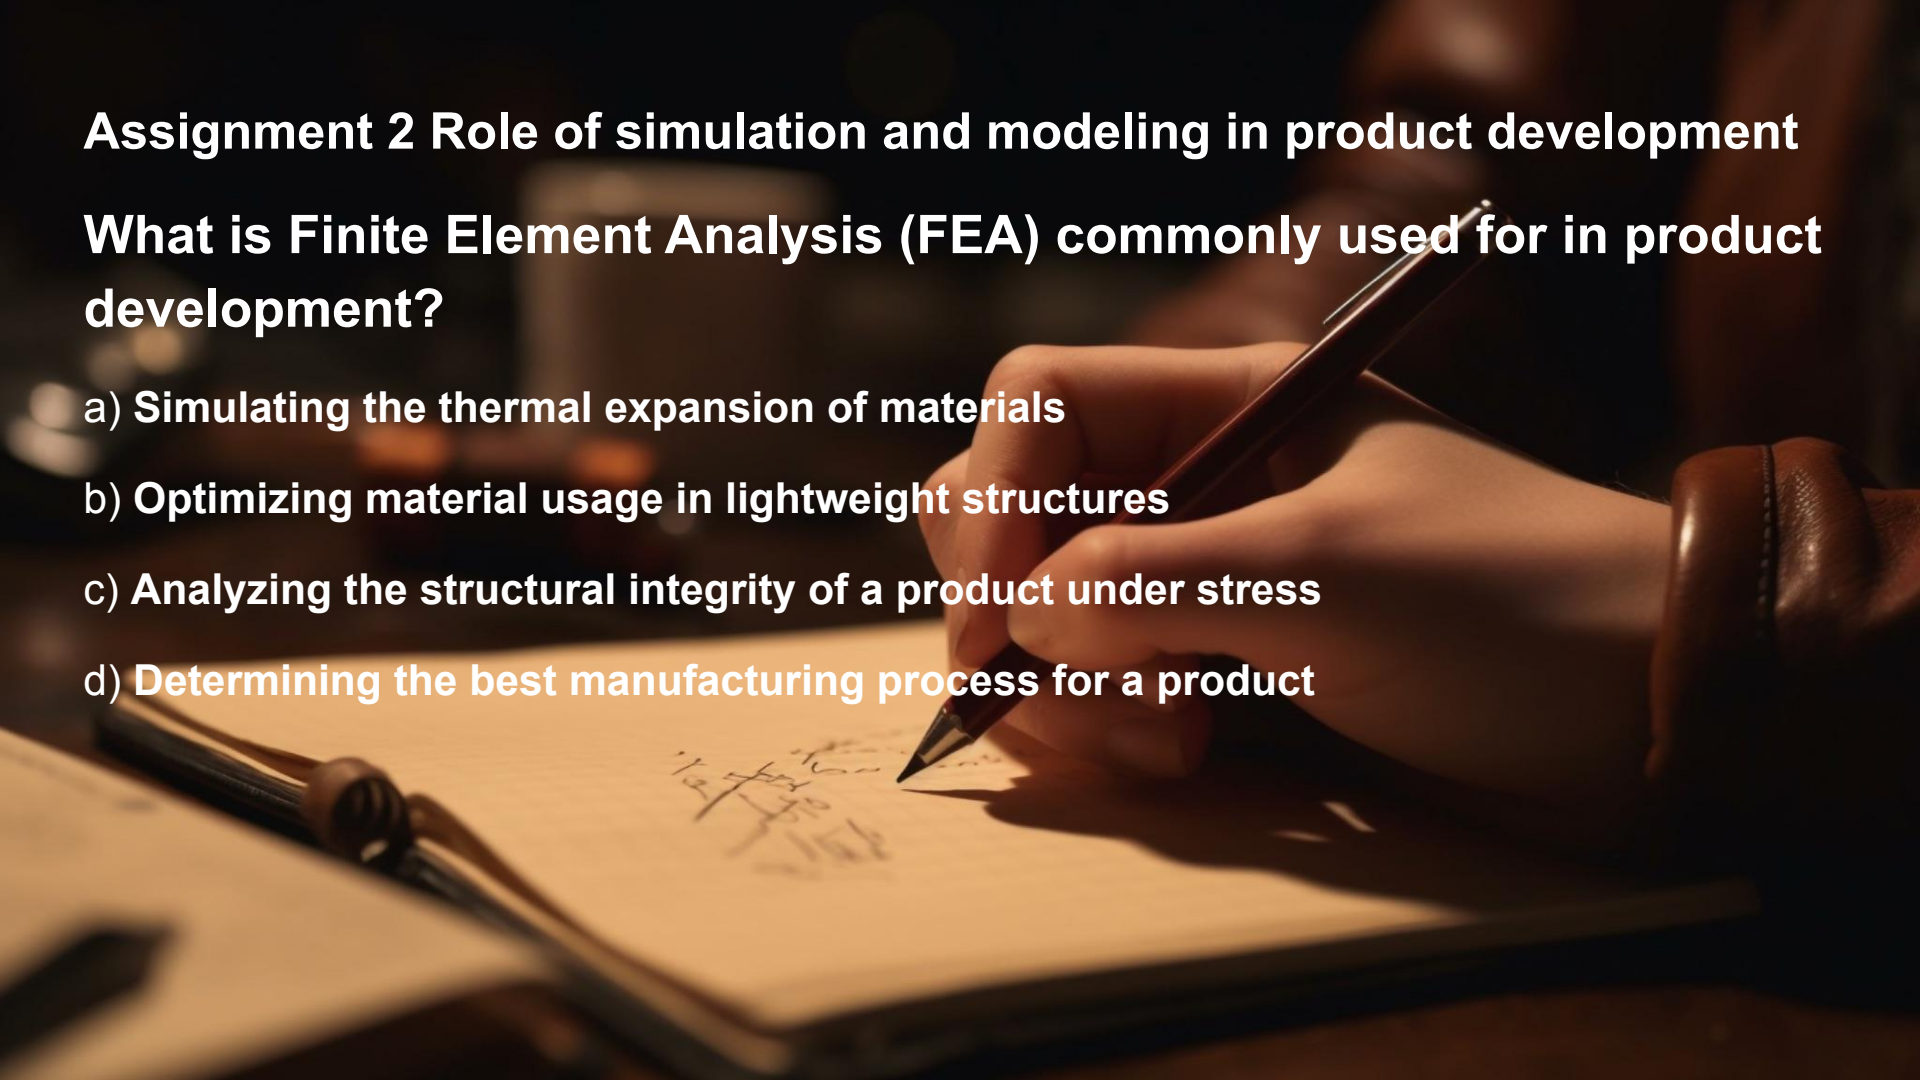 Assignment 2 Role of simulation and modeling in product development
What is Finite Element Analysis (FEA) commonly used for in product
development?
a) Simulating the thermal expansion of materials
b) Optimizing material usage in lightweight structures
c) Analyzing the structural integrity of a product under stress
d) Determining the best manufacturing process for a product